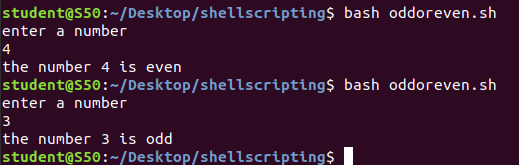 student@S50:~/Desktop/shellscripting$ bash oddoreven.sh
enter a number
4
the number 4 is even
student@S50:~/Desktop/shellscripting$ bash oddoreven.sh
enter a number
3
the number 3 is odd
student@S50:~/Desktop/shellscripting$